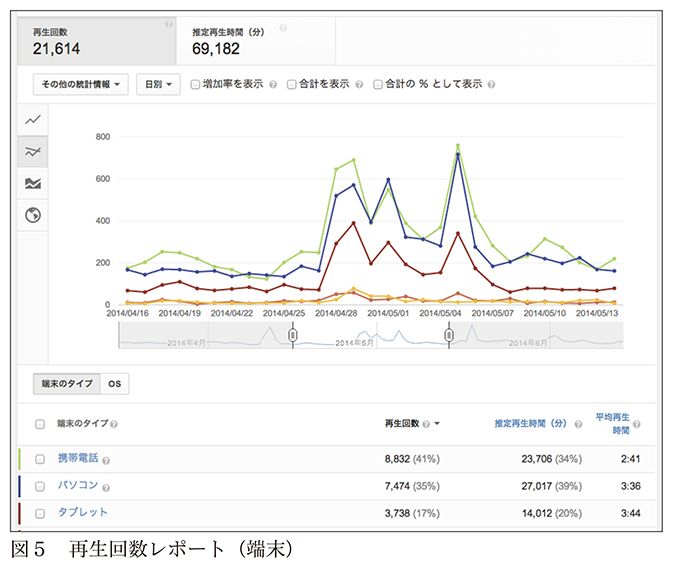 再生回数
21,614
推定再生時間（分）
69,182
その他の統計情報 日別 増加率を表示 合計を表示 合計の % として表示
800
600
400
200
0
2014/04/16 2014/04/19 2014/04/22 2014/04/25 2014/04/28 2014/05/01 2014/05/04 2014/05/07 2014/05/10 2014/05/13
2014年4月 2014年5月 2014年6月
端末のタイプ OS
端末のタイプ 再生回数 推定再生時間（分） 平均再生
時間
携帯電話 8,832 (41%) 23,706 (34%) 2:41
パソコン 7,474 (35%) 27,017 (39%) 3:36
タブレット 3,738 (17%) 14,012 (20%) 3:44
図５　再生回数レポート（端末）